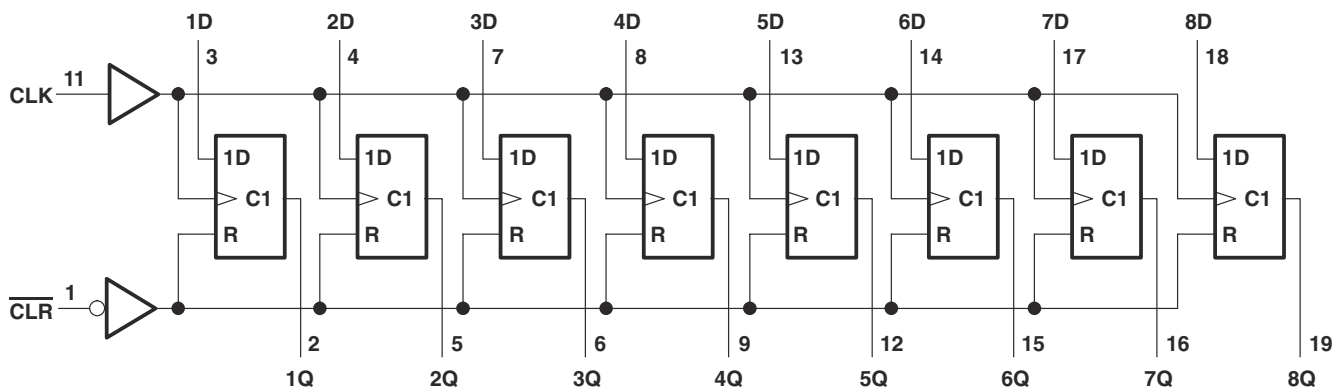 1D 2D 3D 4D 5D 6D 7D 8D
3 4 7 8 13 14 17 18
11
CLK
1D 1D 1D 1D 1D 1D 1D 1D
C1 C1 C1 C1 C1 C1 C1 C1
R R R R R R R R
1
CLR
2 5 6 9 12 15 16 19
1Q 2Q 3Q 4Q 5Q 6Q 7Q 8Q